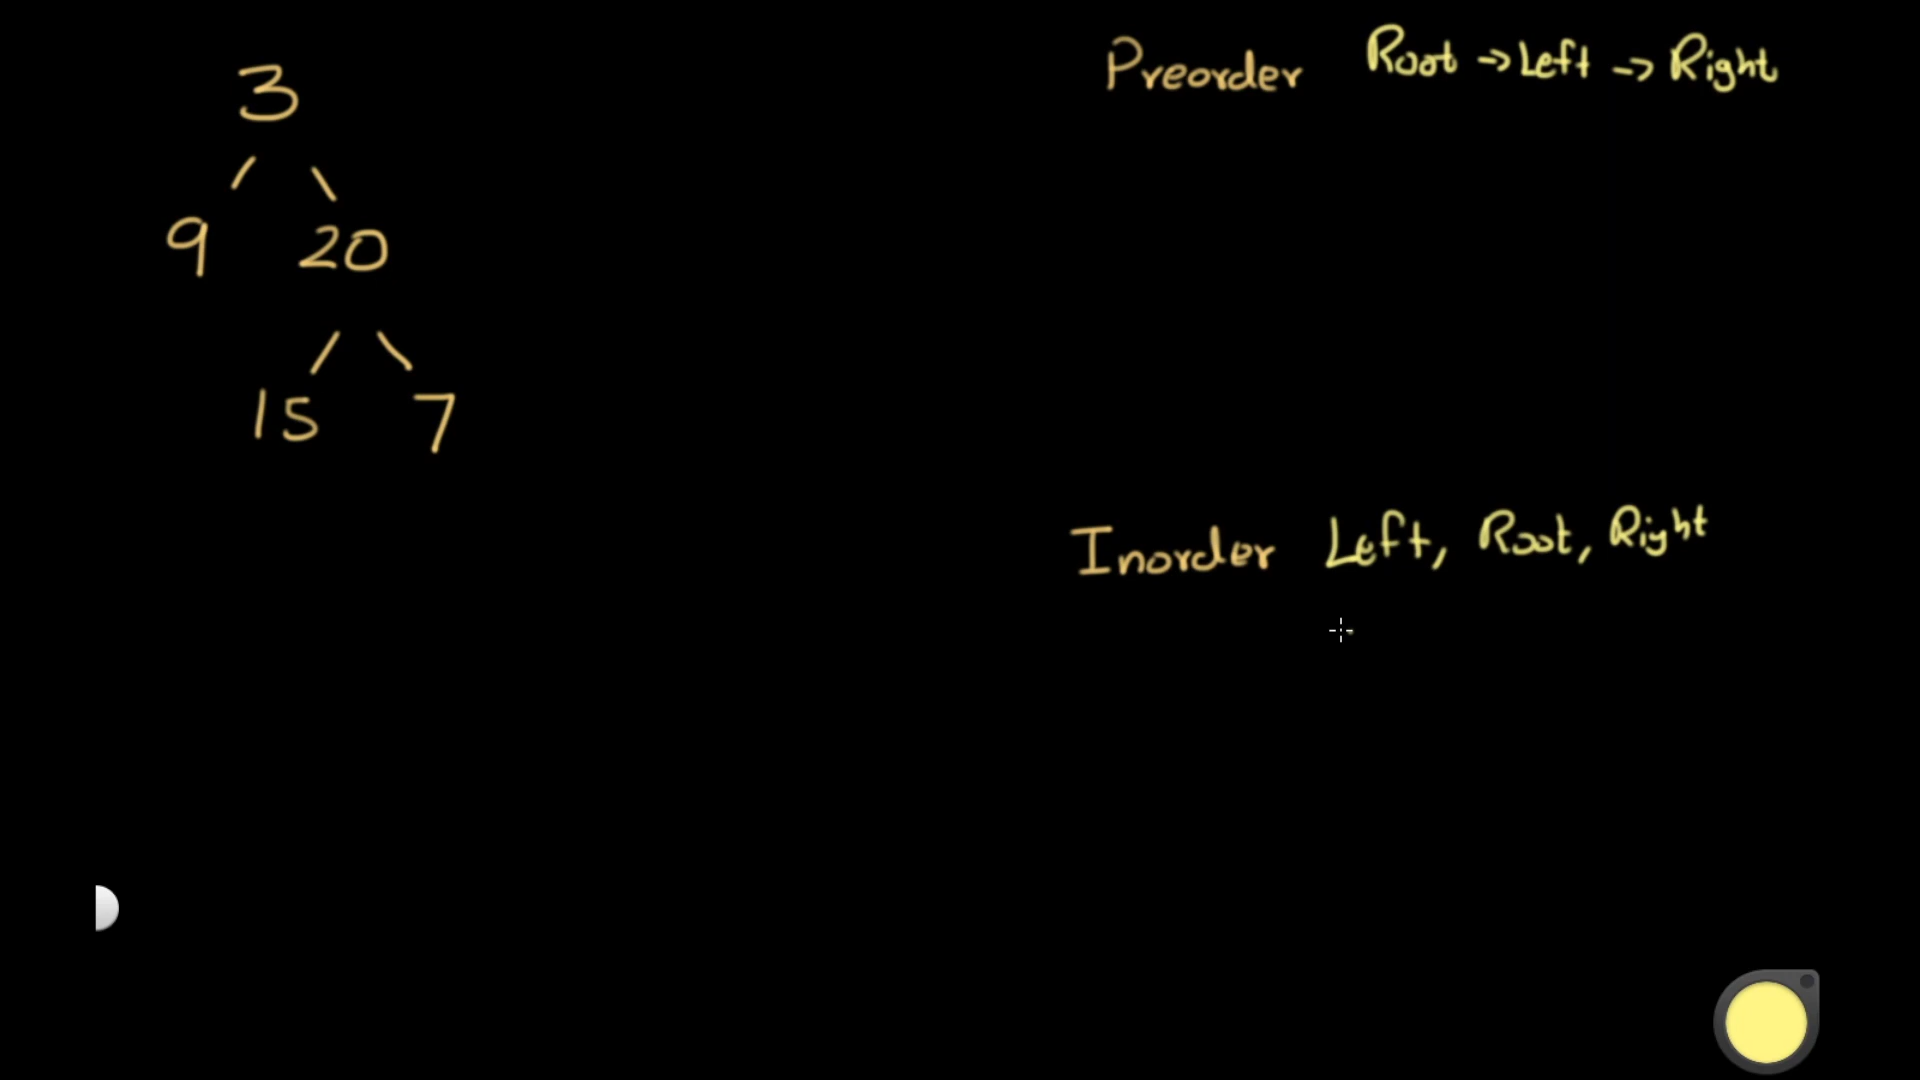 3
9 20
15 7
Preorder Root -> Left -> Right
Inorder Left, Root, Right